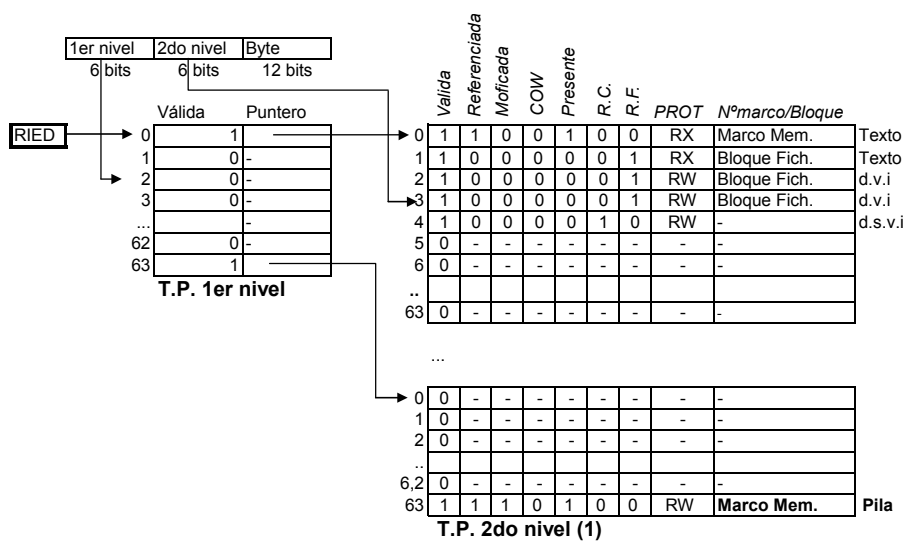 1er nivel 2do nivel Byte
6 bits 6 bits 12 bits
Valida Referenciada Moficada COW Presente R.C. R.F. PROT Nºmarco/Bloque
Válida Puntero
RIED
0 1
1 0 -
2 0 -
3 0 -
... -
62 0 -
63 1
T.P. 1er nivel
0 1 1 0 0 1 0 0 RX Marco Mem. Texto
1 1 0 0 0 0 0 1 RX Bloque Fich. Texto
2 1 0 0 0 0 0 1 RW Bloque Fich. d.v.i
3 1 0 0 0 0 0 1 RW Bloque Fich. d.v.i
4 1 0 0 0 0 1 0 RW - d.s.v.i
5 0 - - - - - - - -
6 0 - - - - - - - -
..
63 0 - - - - - - - -
...
0 0 - - - - - - - -
1 0 - - - - - - - -
2 0 - - - - - - - -
..
6,2 0 - - - - - - - -
63 1 1 1 0 1 0 0 RW Marco Mem. Pila
T.P. 2do nivel (1)